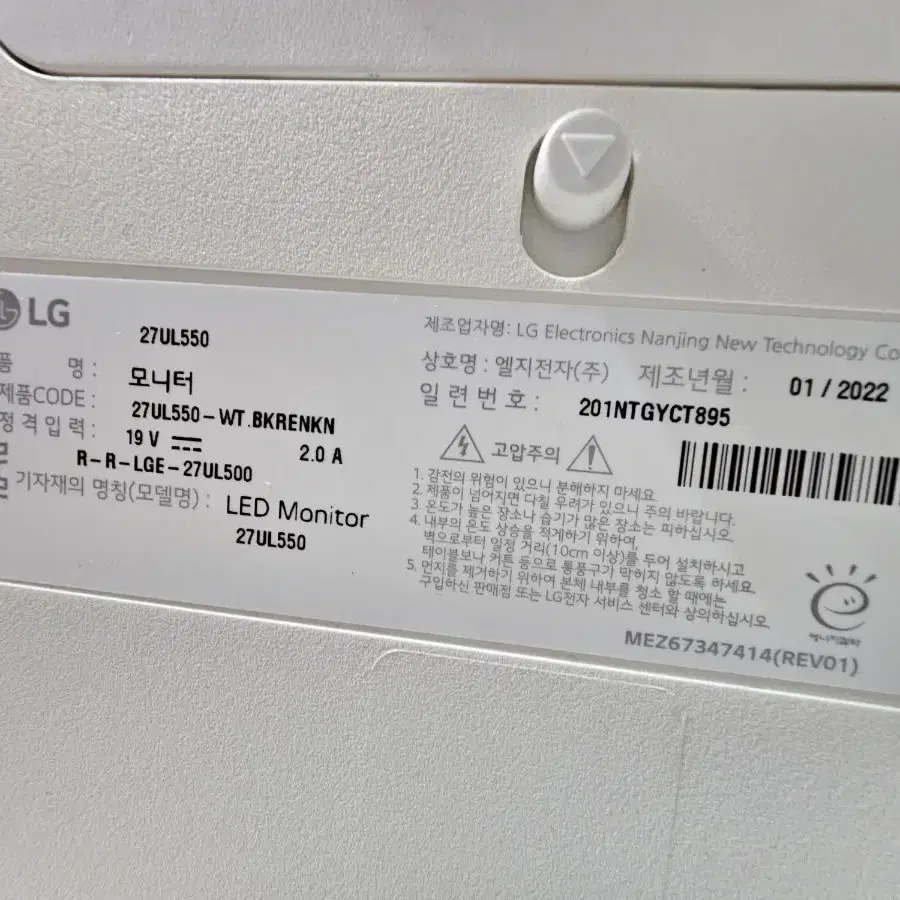 LG
27UL550
명 : 모니터
제품CODE : 27UL550-WT.BKRENKN
정격입력 : 19 V 2.0 A
R-R-LGE-27UL500
기자재의 명칭(모델명) : LED Monitor
27UL550
제조업자명: LG Electronics Nanjing New Technology Co
상호명 : 엘지전자(주) 제조년월 : 01 / 2022
일련번호 : 201NTGYCT895
고압주의
1. 감전의 위험이 있으니 분해하지 마세요
2. 제품이 넘어지면 다칠 우려가 있으니 주의 바랍니다.
3. 온도가 높은 장소나 습기가 많은 장소는 피하십시오.
4. 내부의 온도 상승을 적게하기 위하여,
벽으로부터 일정 거리(10cm 이상)를 두어 설치하시고
테이블보나 커튼 등으로 통풍구가 막히지 않도록 하세요.
5. 먼지를 제거하기 위하여 본체 내부를 청소 할 때에는
구입하신 판매점 또는 LG전자 서비스 센터와 상의하십시오
에너지절약
MEZ67347414(REV01)